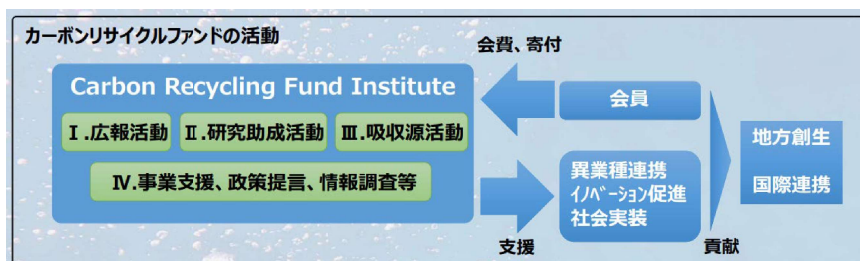 カーボンリサイクルファンドの活動
会費、寄付
Carbon Recycling Fund Institute
Ⅰ.広報活動
Ⅱ.研究助成活動
Ⅲ.吸収源活動
Ⅳ.事業支援、政策提言、情報調査等
会員
異業種連携
ｲﾉﾍﾞｰｼｮﾝ促進
社会実装
支援
貢献
地方創生
国際連携